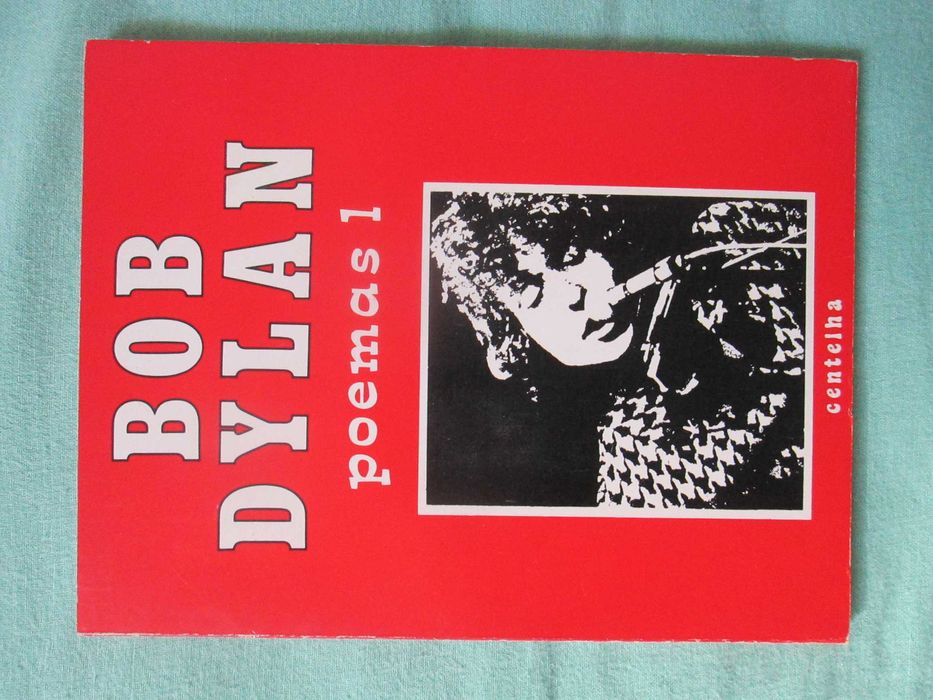 BOB
DYLAN
poemas 1
centelha